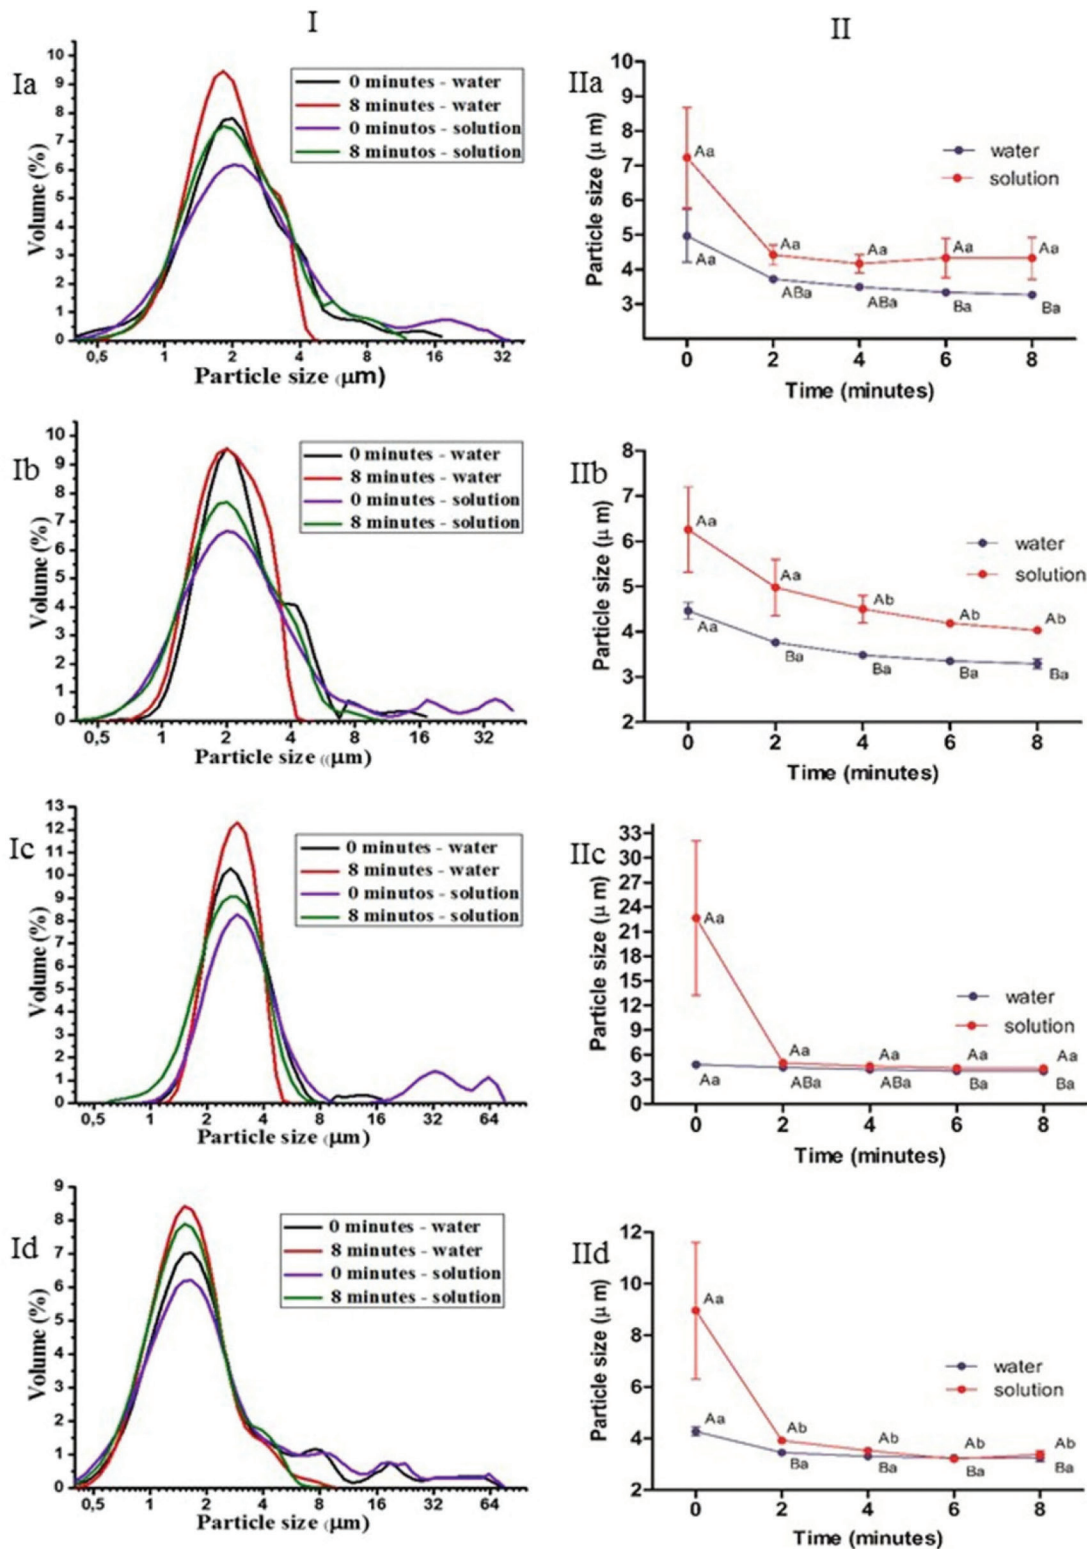 I
II
Ia
Volume (%)
10
9
8
7
6
5
4
3
2
1
0
0 minutes - water
8 minutes - water
0 minutos - solution
8 minutos - solution
0,5 1 2 4 8 16 32
Particle size (μm)
IIa
Particle size (μ m)
10
9
8
7
6
5
4
3
Aa
Aa
Aa
Aa
Aa
Aa
ABa
ABa
Ba
Ba
water
solution
0 2 4 6 8
Time (minutes)
Ib
Volume (%)
10
9
8
7
6
5
4
3
2
1
0
0 minutes - water
8 minutes - water
0 minutes - solution
8 minutes - solution
0,5 1 2 4 8 16 32
Particle size ((μm)
IIb
Particle size (μ m)
8
7
6
5
4
3
2
Aa
Aa
Ab
Ab
Ab
Aa
Ba
Ba
Ba
Ba
water
solution
0 2 4 6 8
Time (minutes)
Ic
Volume (%)
13
12
11
10
9
8
7
6
5
4
3
2
1
0
0 minutes - water
8 minutes - water
0 minutos - solution
8 minutos - solution
0,5 1 2 4 8 16 32 64
Particle size (μm)
IIc
Particle size (μ m)
33
30
27
24
21
18
15
12
9
6
3
0
Aa
Aa
Aa
Aa
Aa
Aa
ABa
ABa
Ba
Ba
water
solution
0 2 4 6 8
Time (minutes)
Id
Volume (%)
9
8
7
6
5
4
3
2
1
0
0 minutes - water
8 minutes - water
0 minutes - solution
8 minutes - solution
0,5 1 2 4 8 16 32 64
Particle size (μm)
IId
Particle size (μ m)
12
10
8
6
4
2
Aa
Ab
Ab
Ab
Ab
Aa
Ba
Ba
Ba
Ba
water
solution
0 2 4 6 8
Time (minutes)